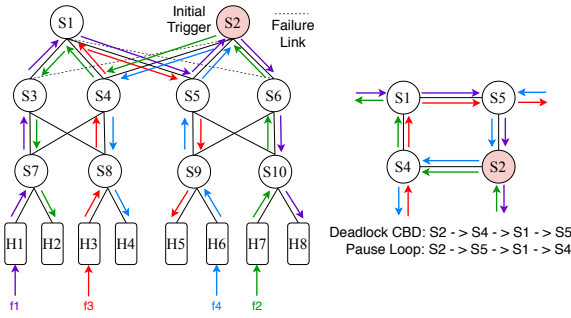 Initial
Trigger
Failure
Link
S1
S2
S3
S4
S5
S6
S7
S8
S9
S10
H1
H2
H3
H4
H5
H6
H7
H8
f1
f3
f4
f2
S1
S5
S4
S2
Deadlock CBD: S2 -> S4 -> S1 -> S5
Pause Loop: S2 -> S5 -> S1 -> S4